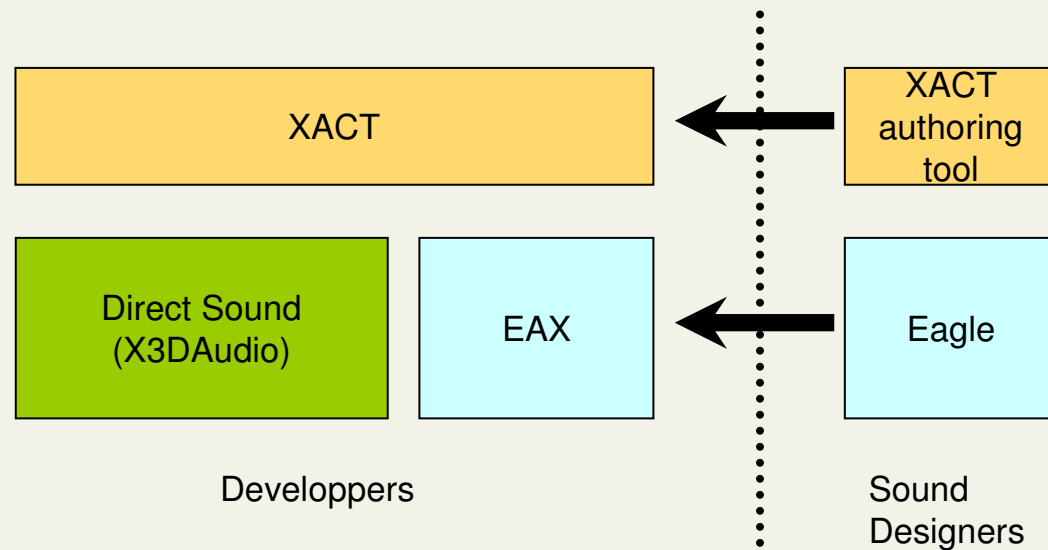 XACT
XACT
authoring
tool
Direct Sound
(X3DAudio)
EAX
Eagle
Developpers
Sound
Designers